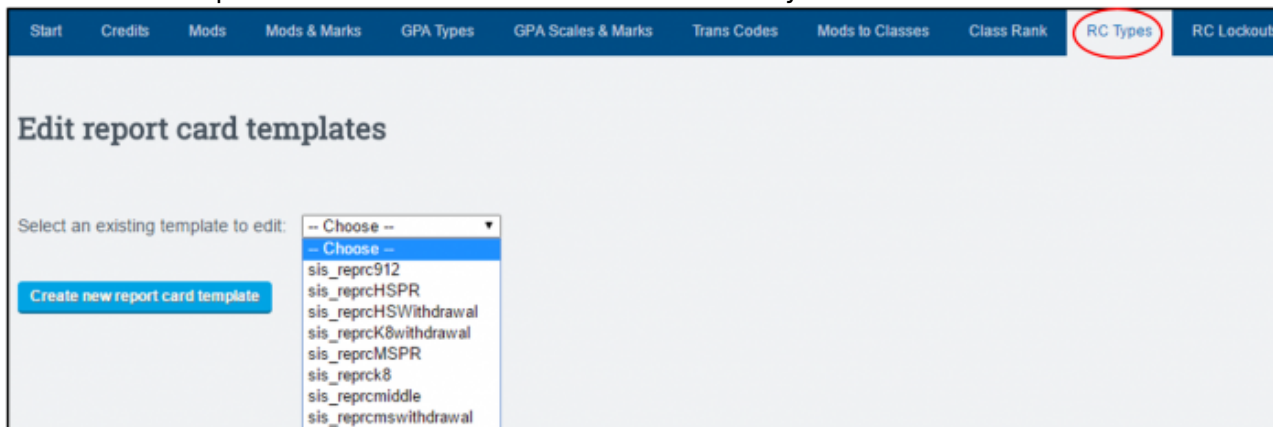 Start Credits Mods Mods & Marks GPA Types GPA Scales & Marks Trans Codes Mods to Classes Class Rank RC Types RC Lockouts
Edit report card templates
Select an existing template to edit: -- Choose --
-- Choose --
sis_reprc912
Create new report card template sis_reprcHSPR
sis_reprcHSWithdrawal
sis_reprcK8withdrawal
sis_reprcMSPR
sis_reprck8
sis_reprcmiddle
sis_reprcmswithdrawal